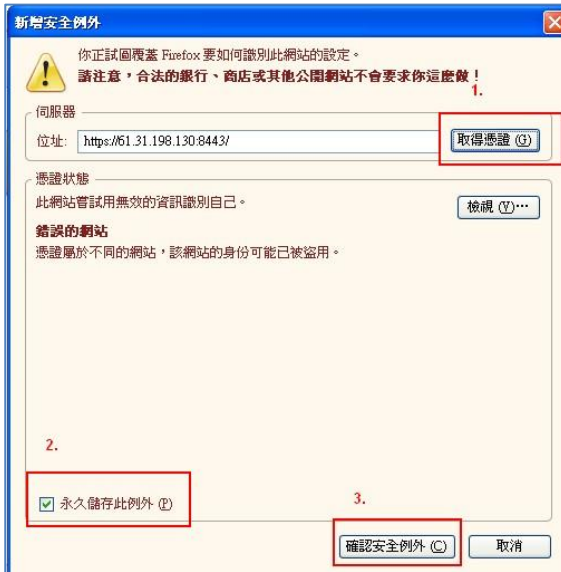 新增安全例外
你正試圖覆蓋 Firefox 要如何識別此網站的設定。
請注意，合法的銀行、商店或其他公開網站不會要求你這麼做！
1.
伺服器
位址: https://61.31.198.130:8443/ 取得憑證 (G)
憑證狀態
此網站嘗試用無效的資訊識別自己。 檢視 (V)⋯
錯誤的網站
憑證屬於不同的網站，該網站的身份可能已被盜用。
2.
永久儲存此例外 (P)
3.
確認安全例外 (C) 取消